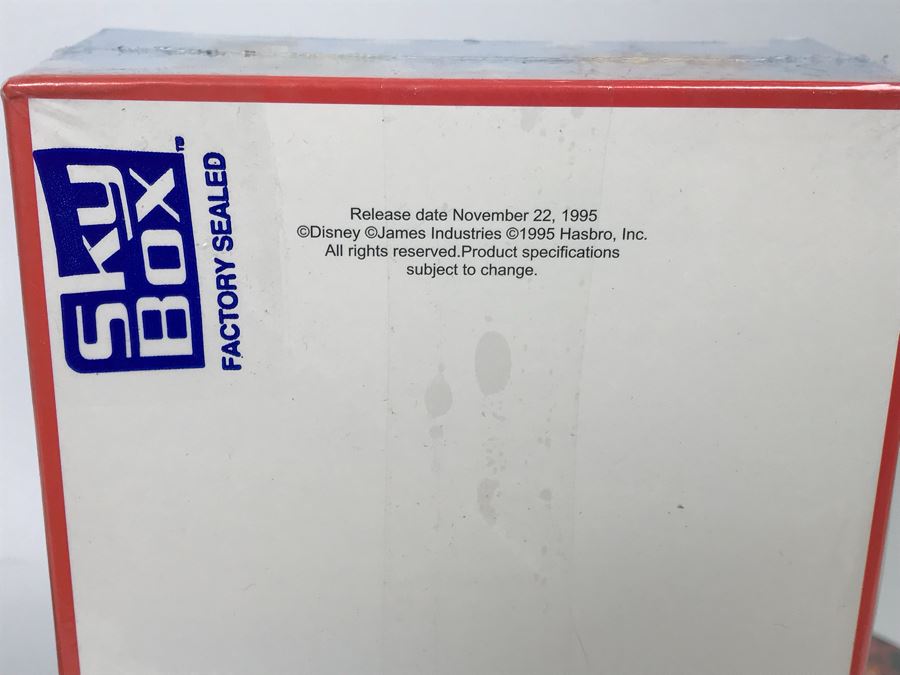 Sky
BOX
TM
FACTORY SEALED
Release date November 22, 1995
©Disney ©James Industries ©1995 Hasbro, Inc.
All rights reserved.Product specifications
subject to change.